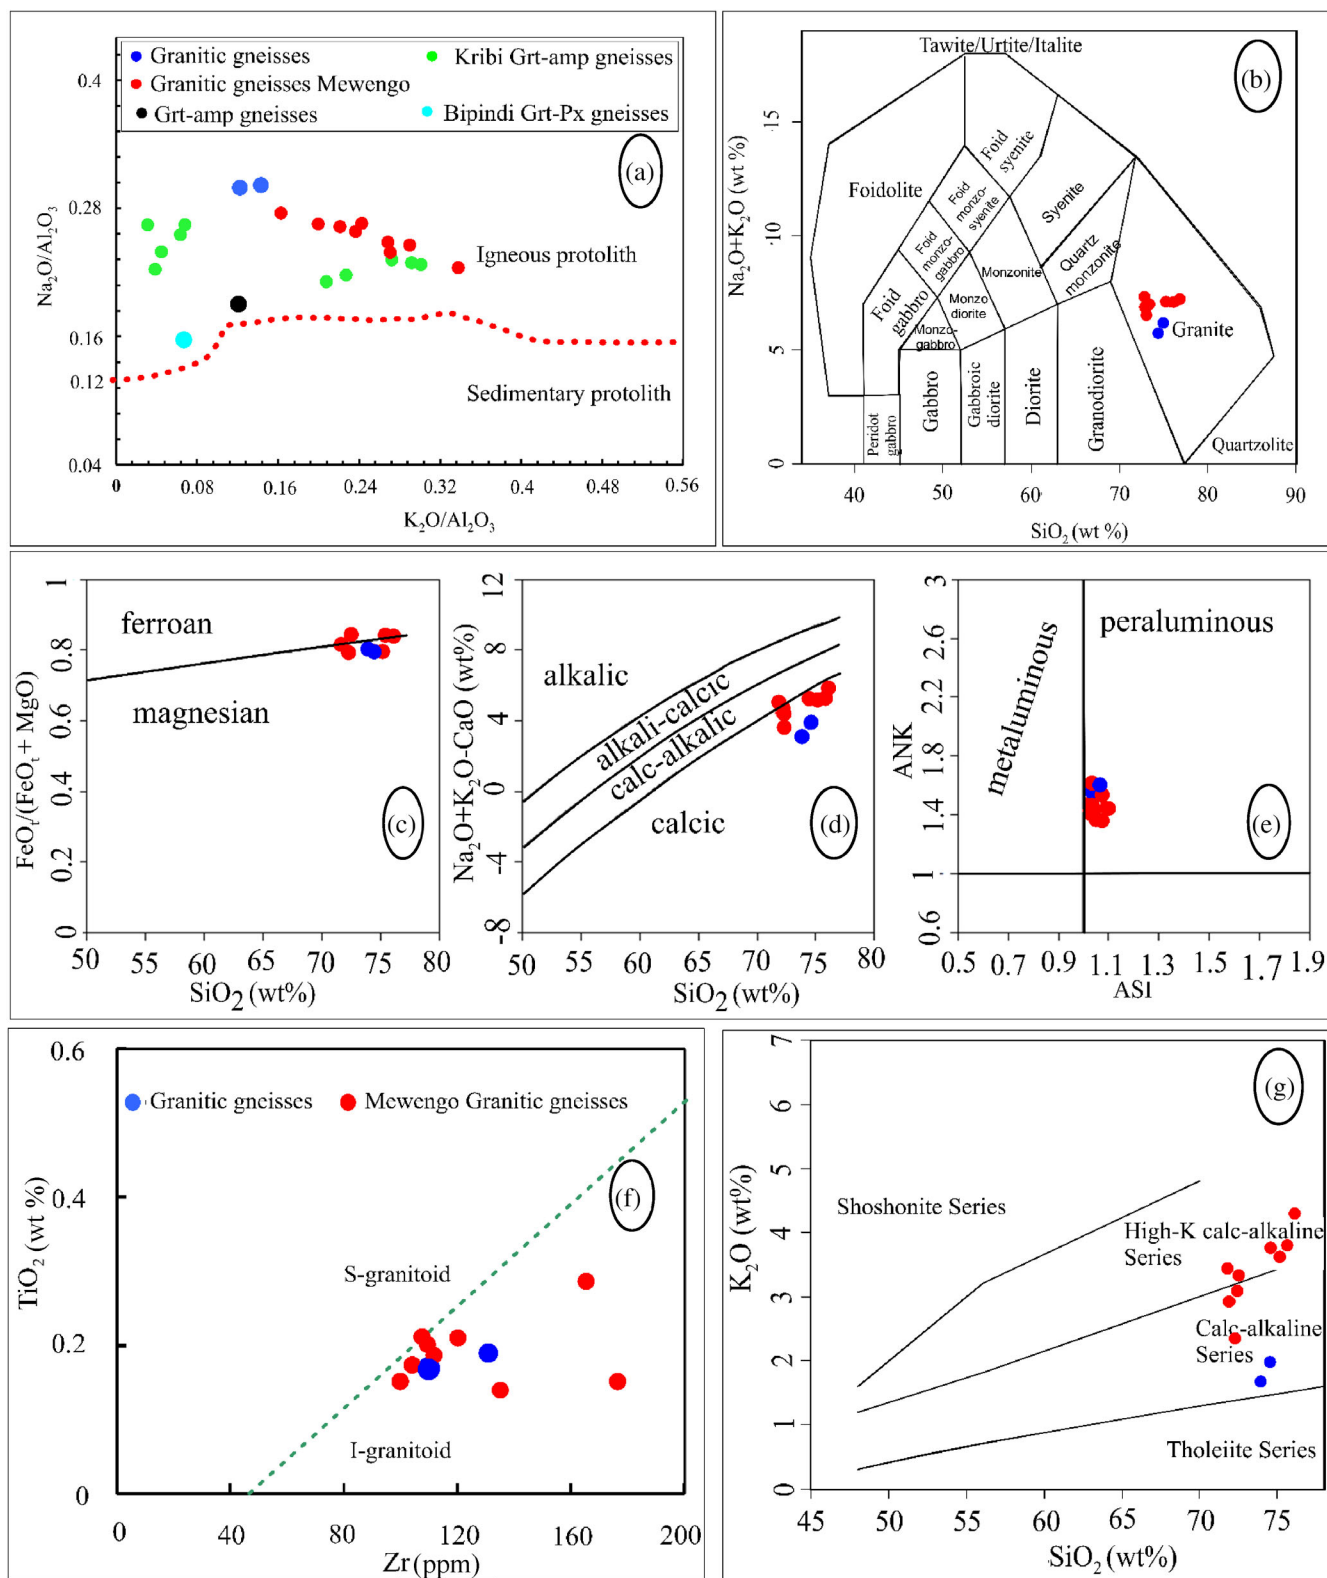 Granitic gneisses
Kribi Grt-amp gneisses
Granitic gneisses Mewengo
Grt-amp gneisses
Bipindi Grt-Px gneisses
(a)
Igneous protolith
Sedimentary protolith
Na₂O/Al₂O₃
0.4
0.28
0.16
0.12
0.04
0 0.08 0.16 0.24 0.32 0.4 0.48 0.56
K₂O/Al₂O₃
Tawite/Urtite/Italite
(b)
Na₂O+K₂O (wt %)
15
10
5
0
Foidolite
Foid syenite
Foid monzo-syenite
Syenite
Foid monzo-gabbro
Monzonite
Quartz monzonite
Foid gabbro
Monzo diorite
Monzo-gabbro
Granite
Peridot gabbro
Gabbro
Gabbroic diorite
Diorite
Granodiorite
Quartzolite
40 50 60 70 80 90
SiO₂ (wt %)
FeOₜ/(FeOₜ + MgO)
1
0.8
0.6
0.4
0.2
0
ferroan
magnesian
(c)
50 55 60 65 70 75 80
SiO₂ (wt%)
Na₂O+K₂O-CaO (wt%)
12
8
4
0
-4
-8
alkalic
alkali-calcic
calc-alkalic
calcic
(d)
50 55 60 65 70 75 80
SiO₂ (wt%)
ANK
3
2.6
2.2
1.8
1.4
1
0.6
metaluminous
peraluminous
(e)
0.5 0.7 0.9 1.1 1.3 1.5 1.7 1.9
ASI
TiO₂ (wt %)
0.6
0.4
0.2
0
Granitic gneisses
Mewengo Granitic gneisses
(f)
S-granitoid
I-granitoid
0 40 80 120 160 200
Zr (ppm)
K₂O (wt%)
7
6
5
4
3
2
1
0
(g)
Shoshonite Series
High-K calc-alkaline
Series
Calc-alkaline
Series
Tholeiite Series
45 50 55 60 65 70 75
SiO₂ (wt%)